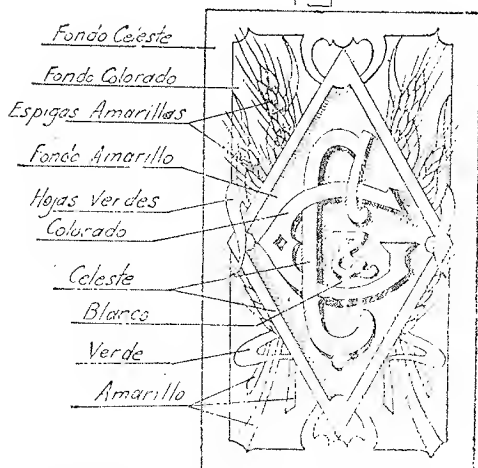 Fondo Celeste
Fondo Colorado
Espigas Amarillas
Fondo Amarillo
Hojas Verdes
Colorado
Celeste
Blanco
Verde
Amarillo